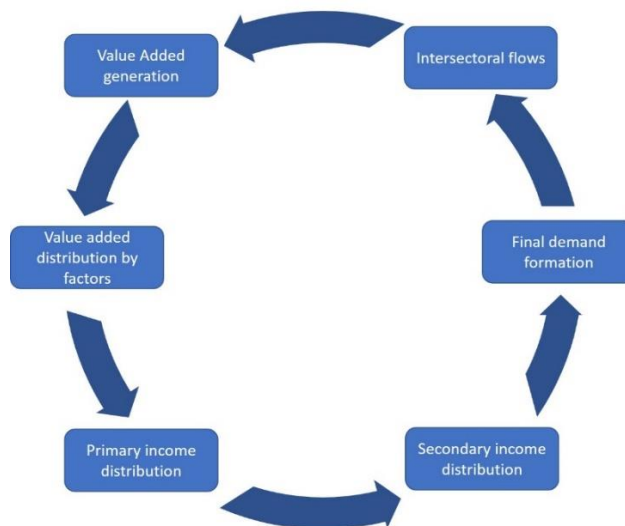 Value Added
generation
Intersectoral flows
Value added
distribution by
factors
Final demand
formation
Primary income
distribution
Secondary income
distribution